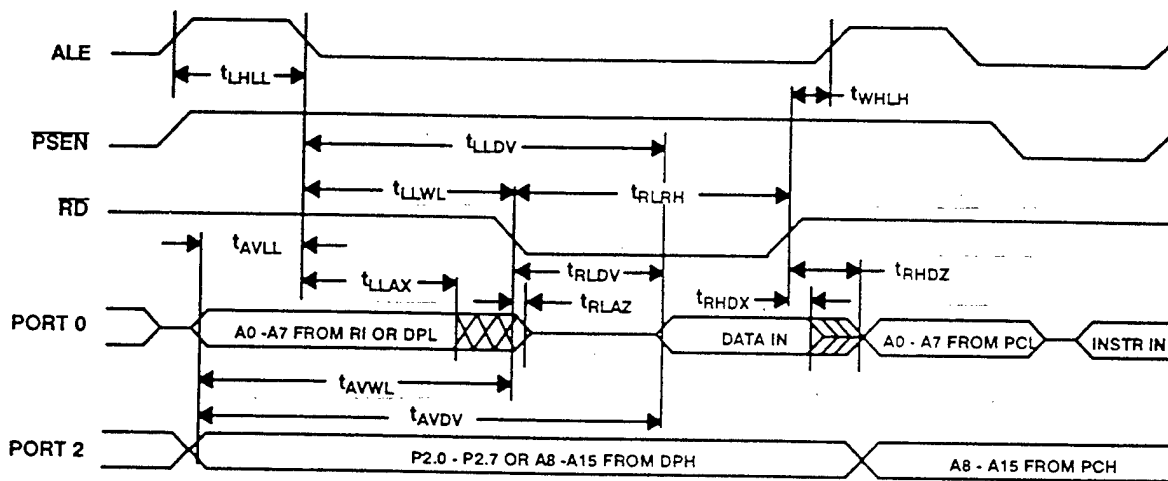 ALE
tLHLL
tWHLH
PSEN
tLLDV
tLLWL
tRLRH
RD
tAVLL
tLLAX
tRLDV
tRLAZ
tRHDZ
tRHDX
PORT 0
A0 -A7 FROM RI OR DPL
DATA IN
A0 - A7 FROM PCL
INSTR IN
tAVWL
tAVDV
PORT 2
P2.0 - P2.7 OR A8 -A15 FROM DPH
A8 - A15 FROM PCH